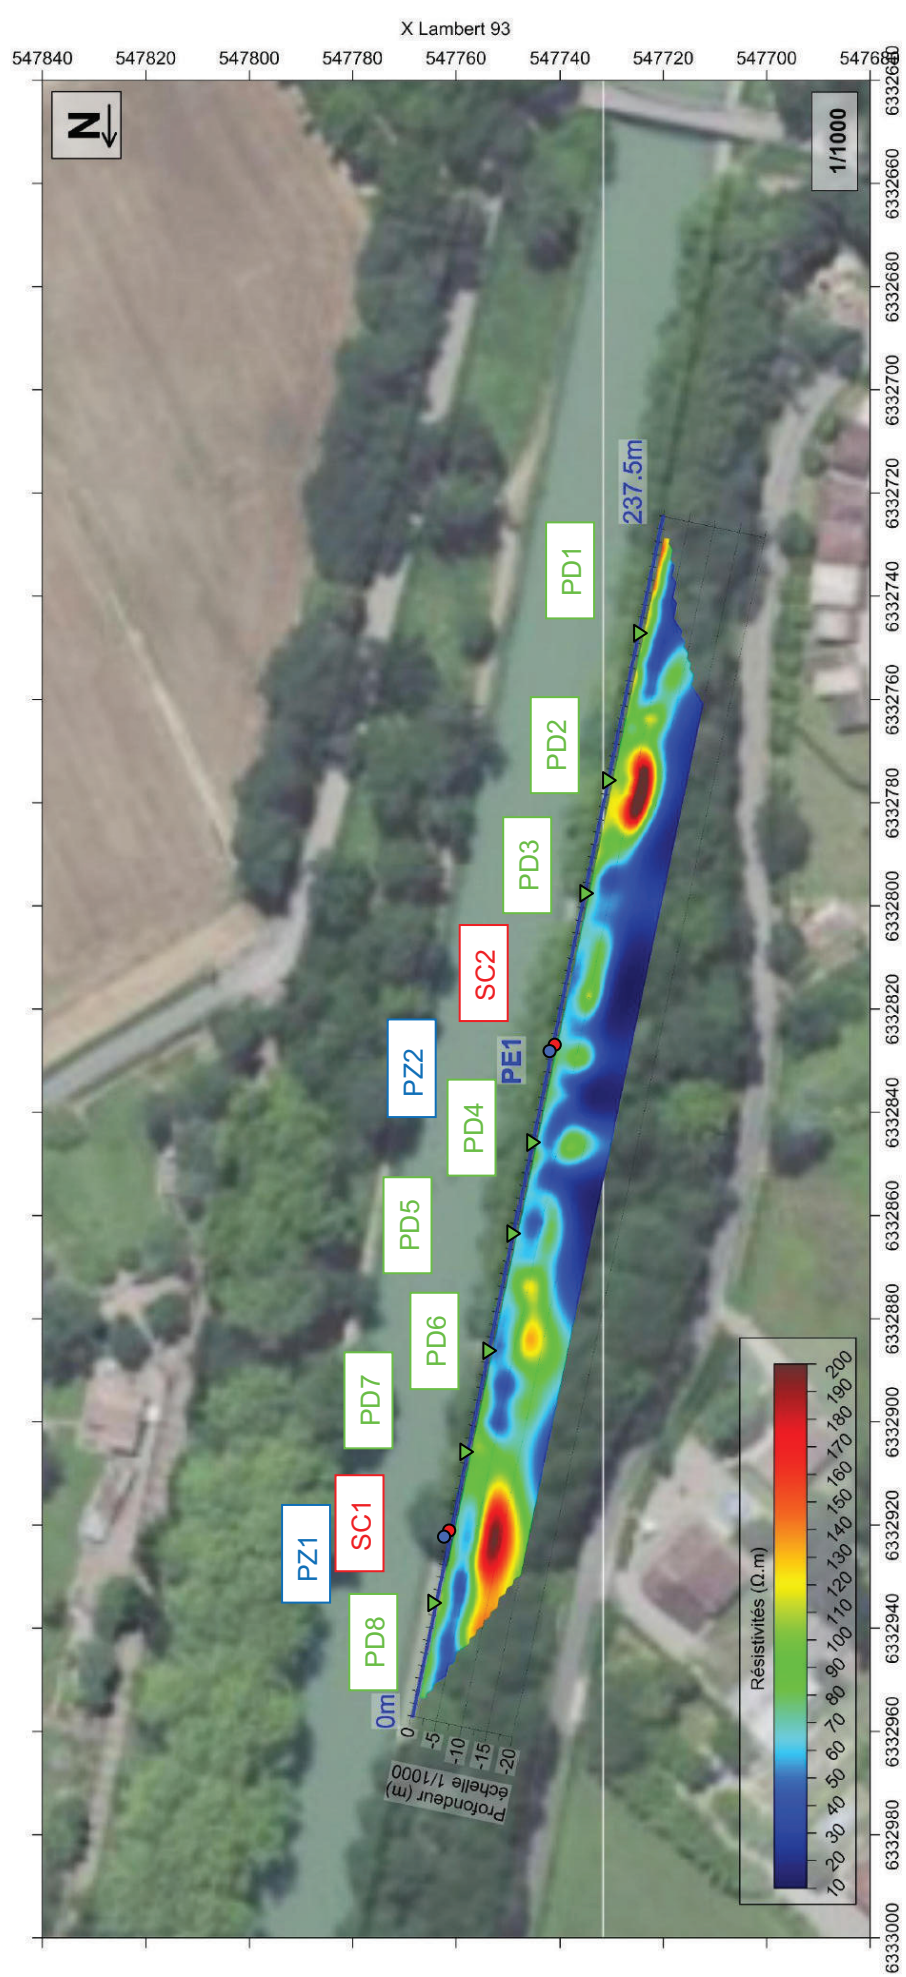 X Lambert 93
547840
547820
547800
547780
547760
547740
547720
547700
547680
N
1/1000
6332640
6332660
6332680
6332700
6332720
6332740
6332760
6332780
6332800
6332820
6332840
6332860
6332880
6332900
6332920
6332940
6332960
6332980
6333000
237.5m
PD1
PD2
PD3
SC2
PZ2
PE1
PD4
PD5
PD6
PD7
SC1
PZ1
PD8
0m
0
-5
-10
-15
-20
Profondeur (m)
échelle 1/1000
Résistivités (Ω.m)
10 20 30 40 50 60 70 80 90 100 110 120 130 140 150 160 170 180 190 200